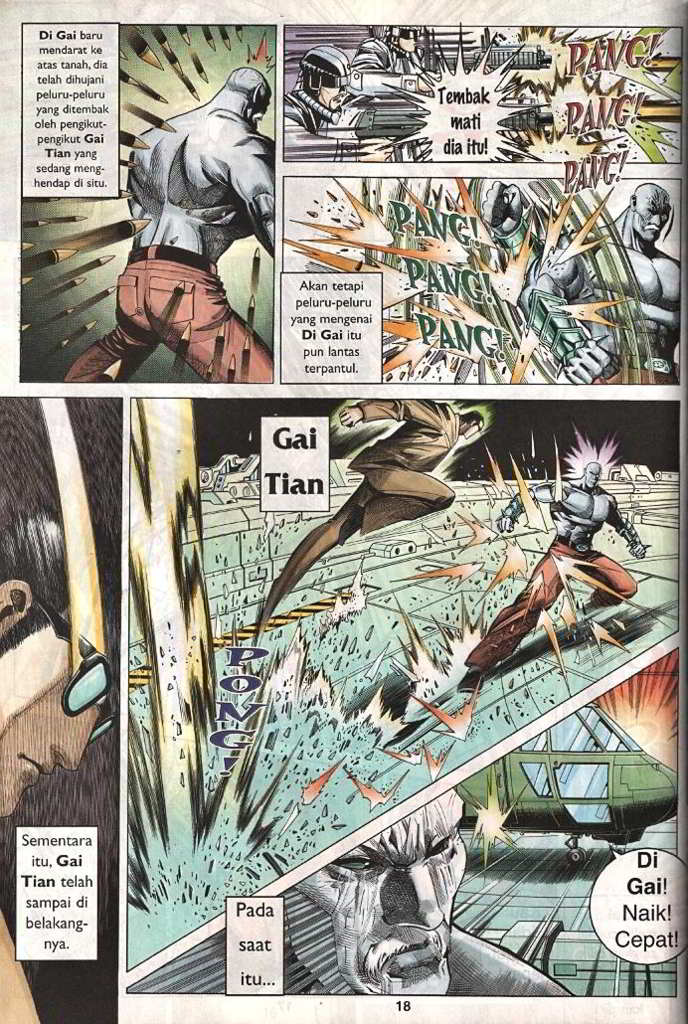 Di Gai baru
mendarat ke
atas tanah, dia
telah dihujani
peluru-peluru
yang ditembak
oleh pengikut-
pengikut Gai
Tian yang
sedang meng-
hendap di situ.
Tembak
mati
dia itu!
PANG!
PANG!
PANG!
Akan tetapi
peluru-peluru
yang mengenai
Di Gai itu
pun lantas
terpantul.
PANG!
PANG!
PANG!
Sementara
itu, Gai
Tian telah
sampai di
belakang-
nya.
Gai
Tian
PONG!
Pada
saat
itu...
Di
Gai!
Naik!
Cepat!
18